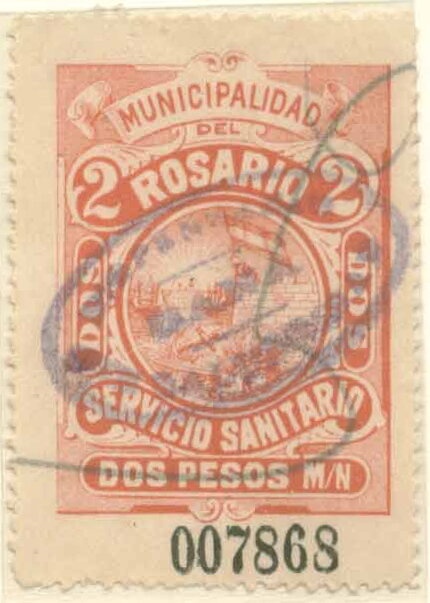 MUNICIPALIDAD
DEL
2 ROSARIO 2
DOS DOS
SERVICIO SANITARIO
DOS PESOS M/N
007868